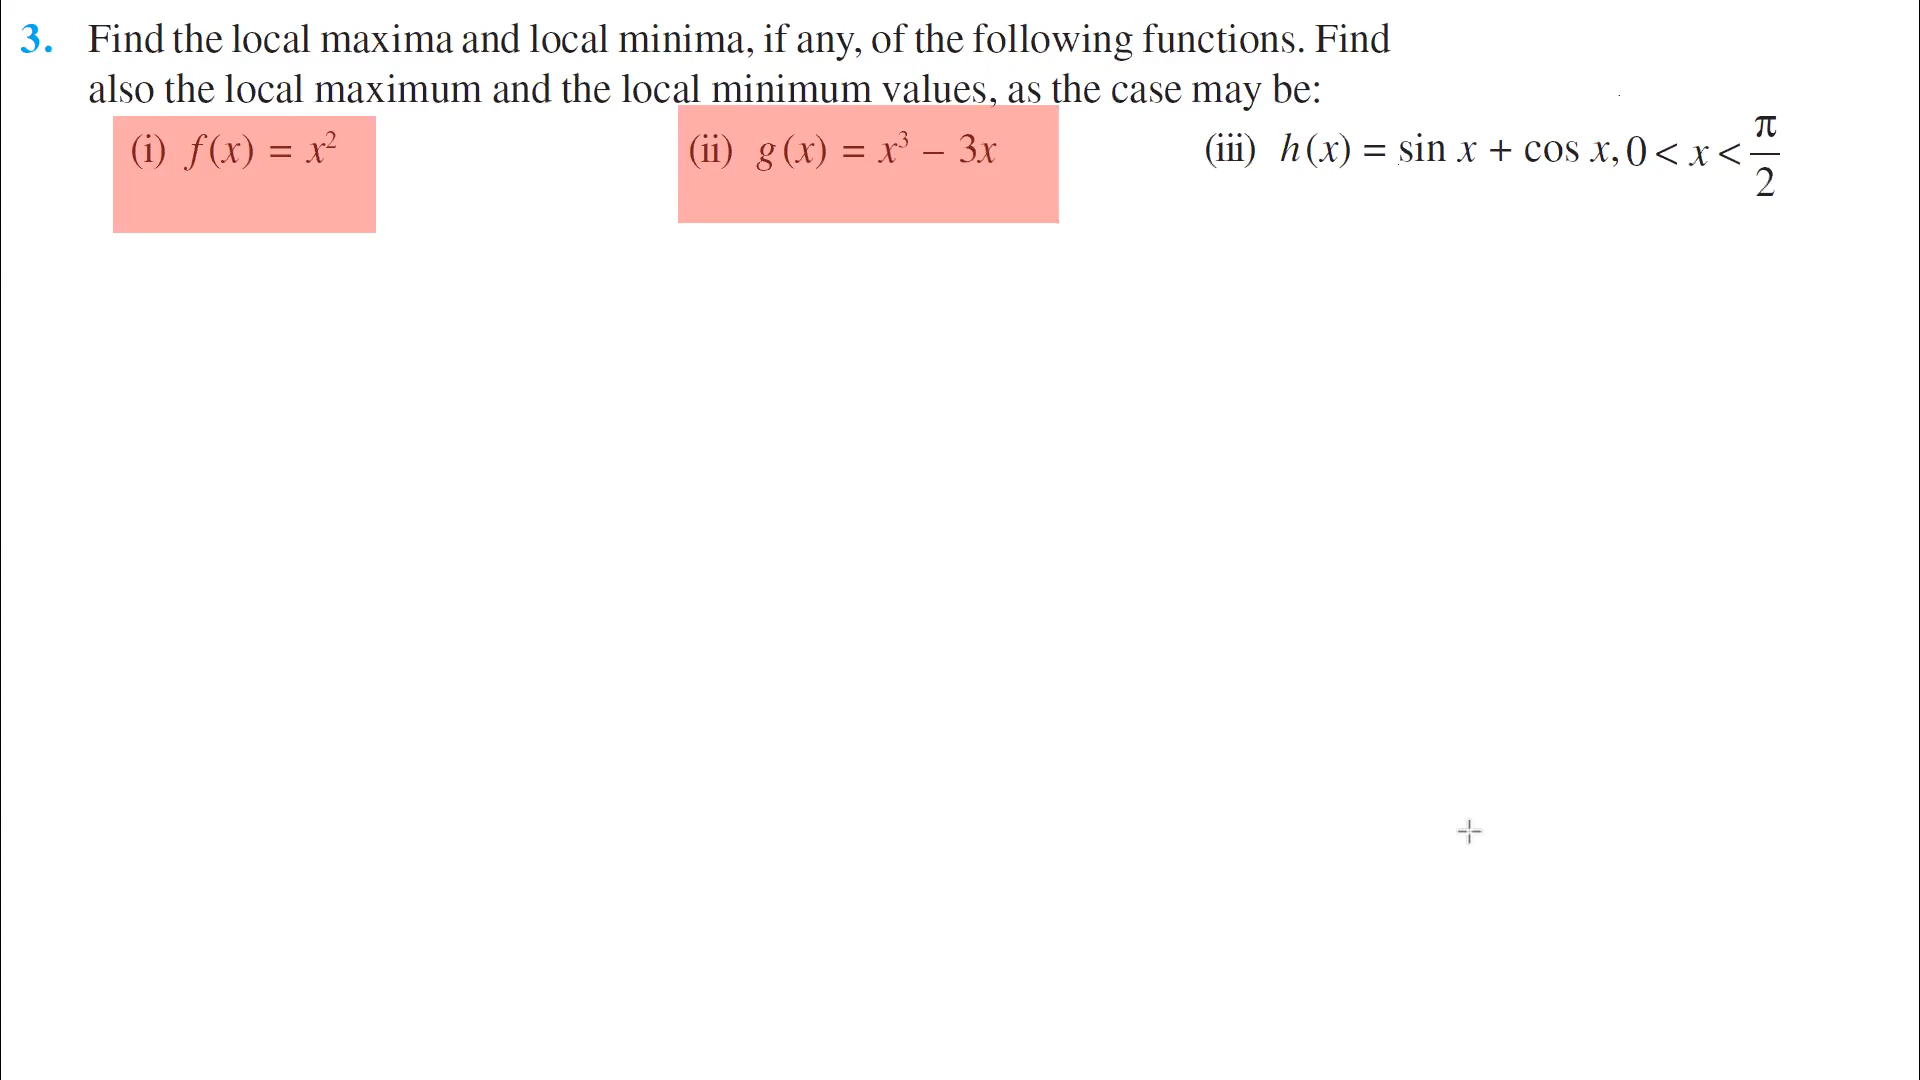 3. Find the local maxima and local minima, if any, of the following functions. Find
also the local maximum and the local minimum values, as the case may be:
(i) f(x) = x² (ii) g(x) = x³ – 3x (iii) h(x) = sin x + cos x, 0 < x < π/2